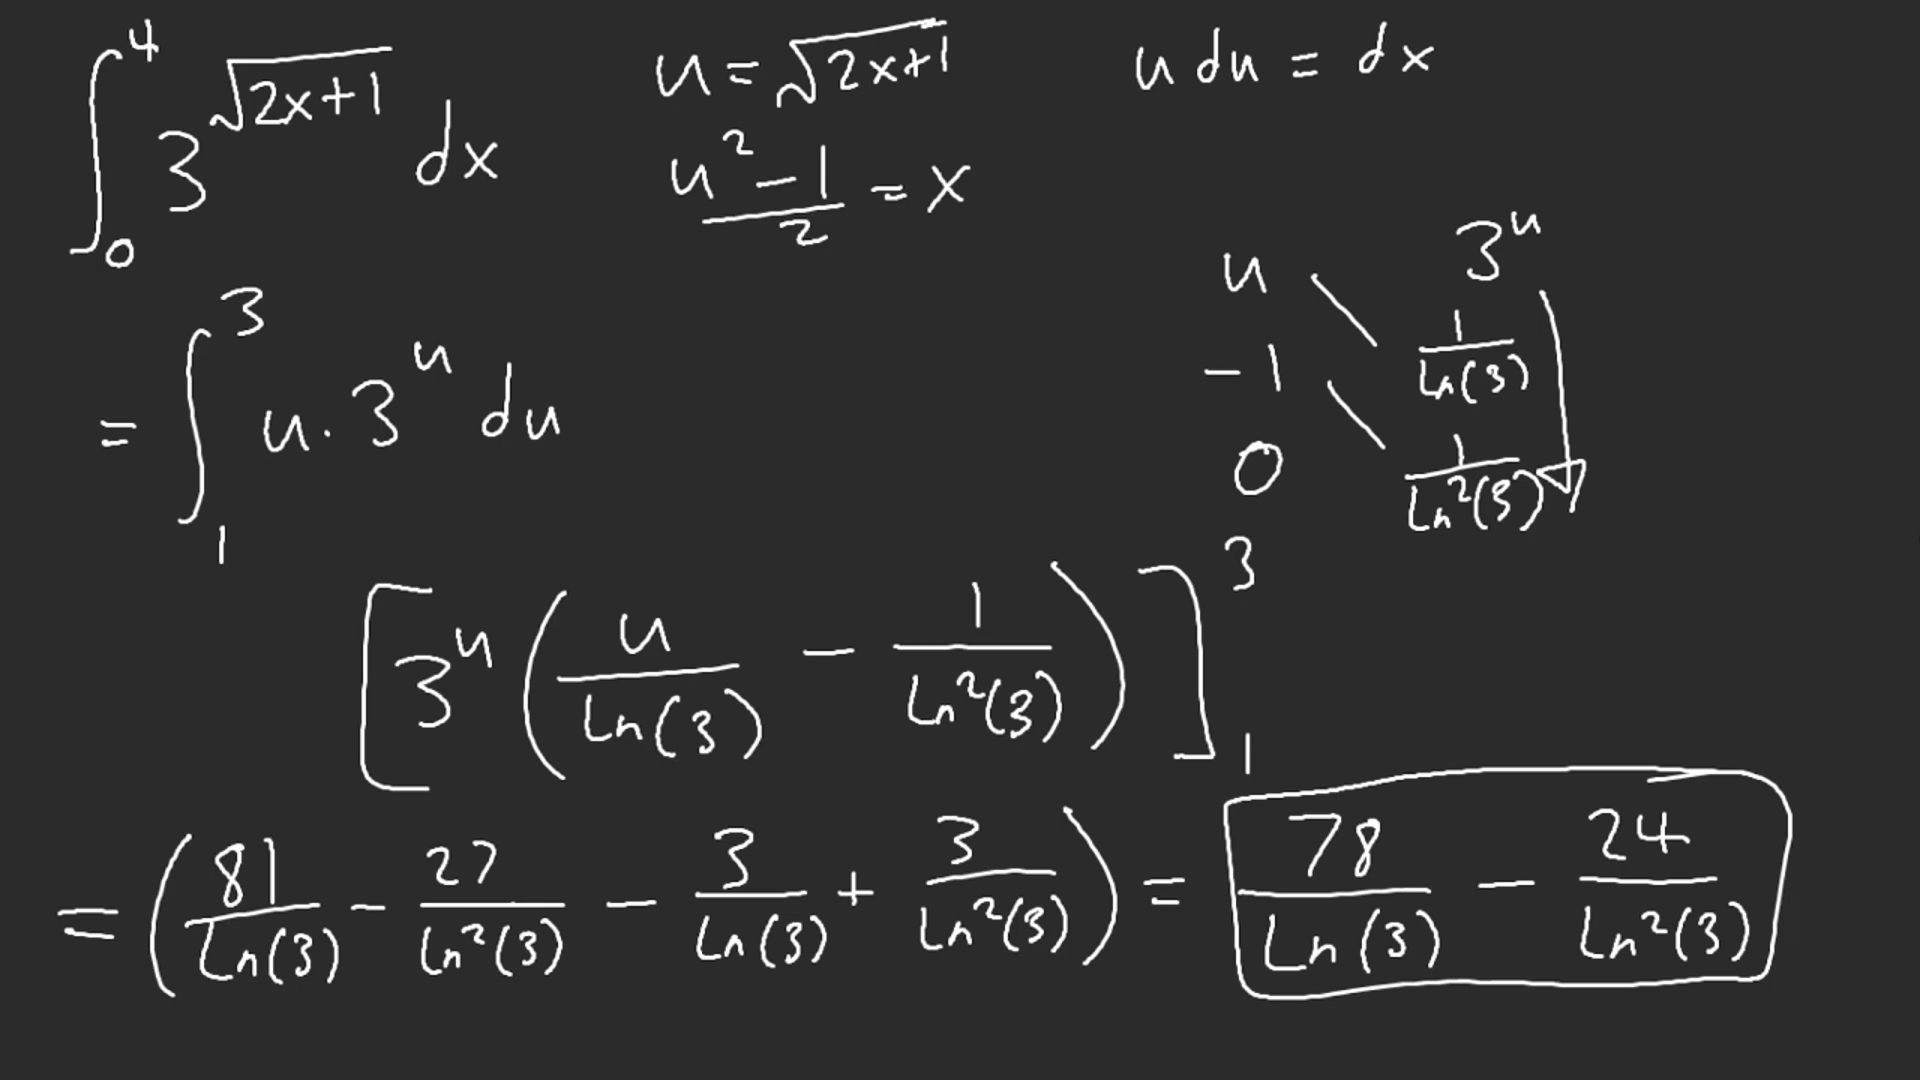 ∫₀⁴ 3^√(2x+1) dx
u = √(2x+1)
u du = dx
(u² − 1)/2 = x
= ∫₁³ u · 3^u du
u 3^u
−1 1/Ln(3)
0 1/Ln²(3)
[3^u (u/Ln(3) − 1/Ln²(3))]₁³
= (81/Ln(3) − 27/Ln²(3) − 3/Ln(3) + 3/Ln²(3)) = 78/Ln(3) − 24/Ln²(3)